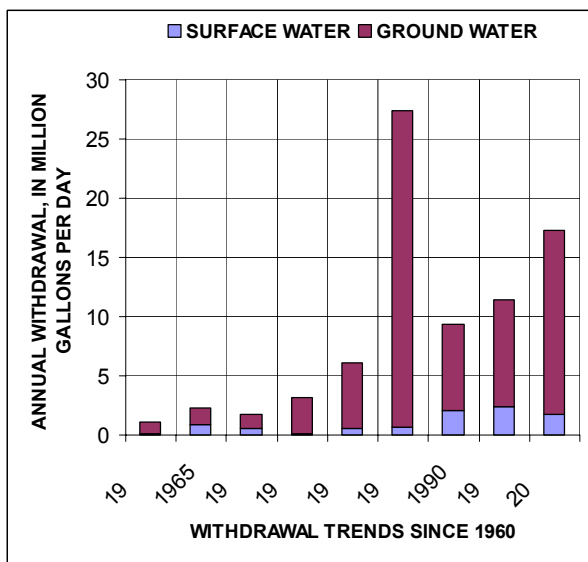 SURFACE WATER GROUND WATER
30
25
20
15
10
5
0
ANNUAL WITHDRAWAL, IN MILLION
GALLONS PER DAY
19 1965 19 19 19 19 1990 19 20
WITHDRAWAL TRENDS SINCE 1960